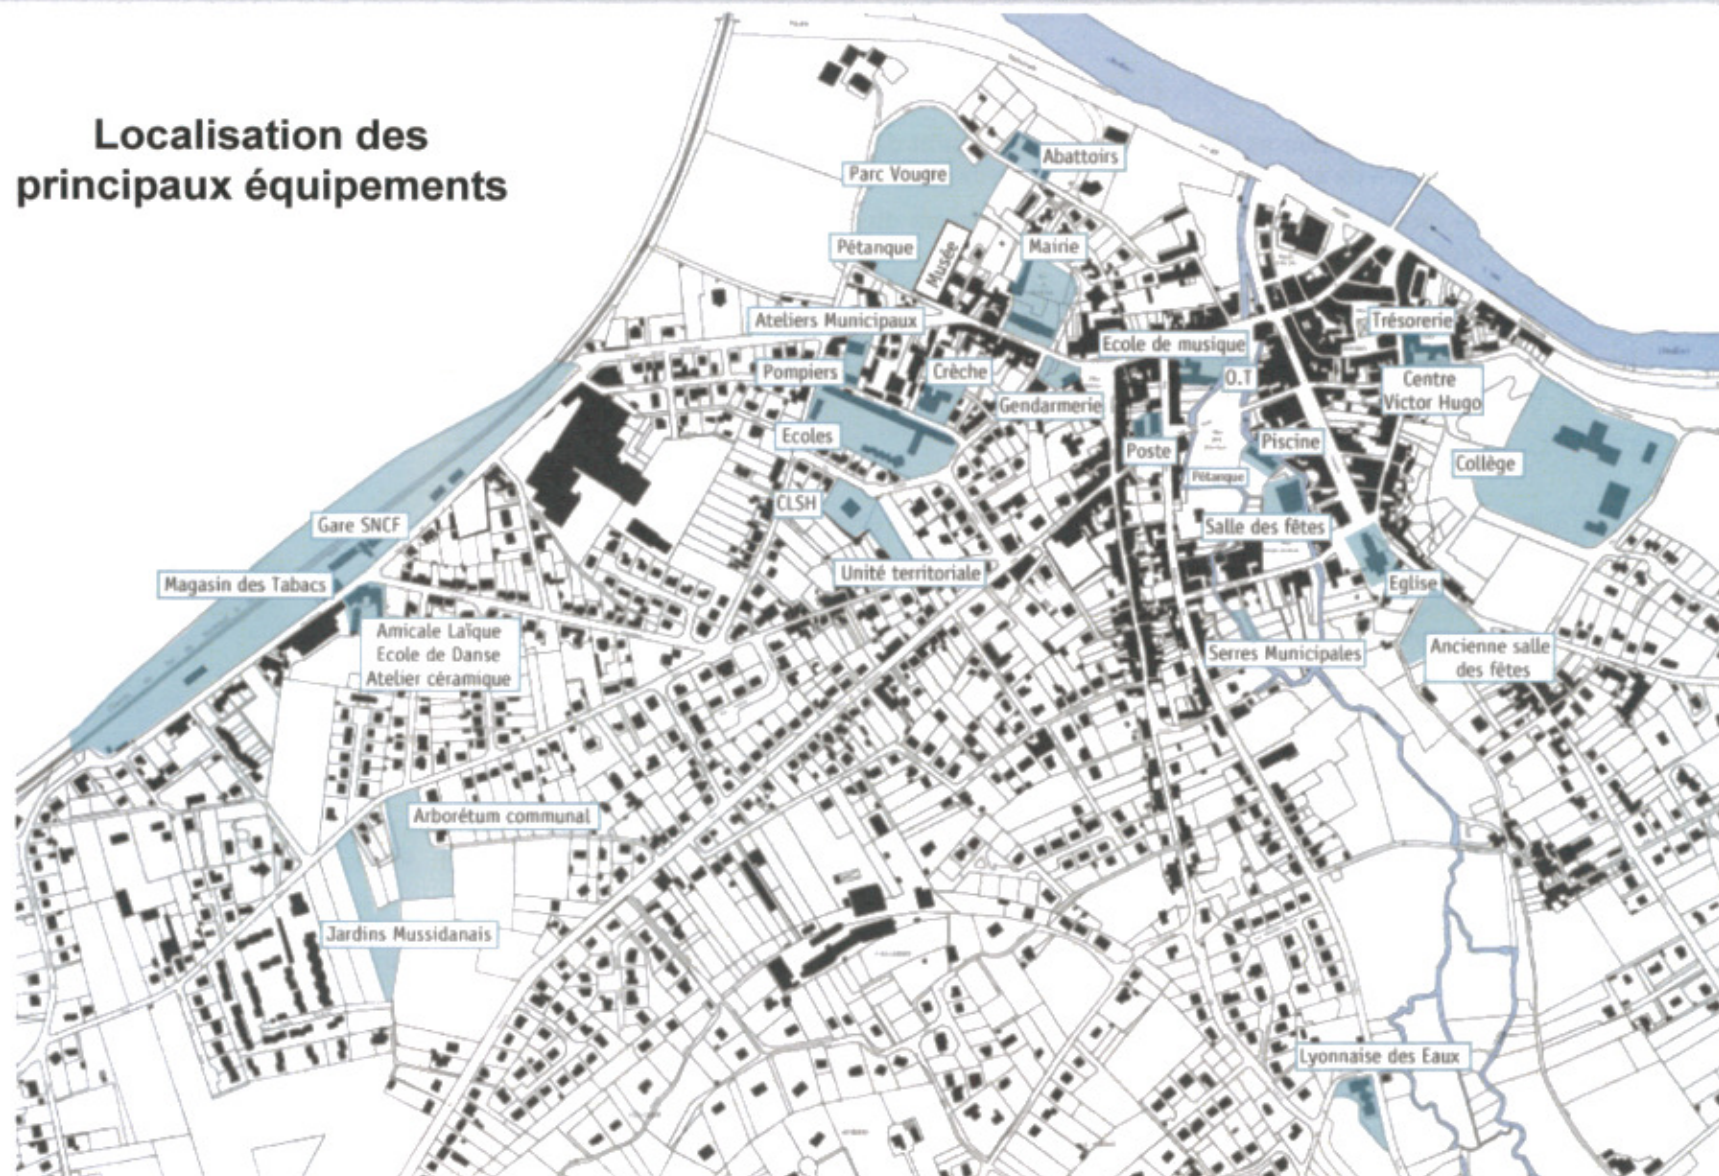 Localisation des
principaux équipements
Abattoirs
Parc Vougre
Pétanque
Musée
Mairie
Ateliers Municipaux
Trésorerie
Ecole de musique
Pompiers
Crèche
O.T
Centre
Victor Hugo
Gendarmerie
Ecoles
Piscine
Poste
Collège
Pétanque
CLSH
Gare SNCF
Salle des fêtes
Unité territoriale
Magasin des Tabacs
Eglise
Amicale Laïque
Ecole de Danse
Atelier céramique
Serres Municipales
Ancienne salle
des fêtes
Arborétum communal
Jardins Mussidanais
Lyonnaise des Eaux